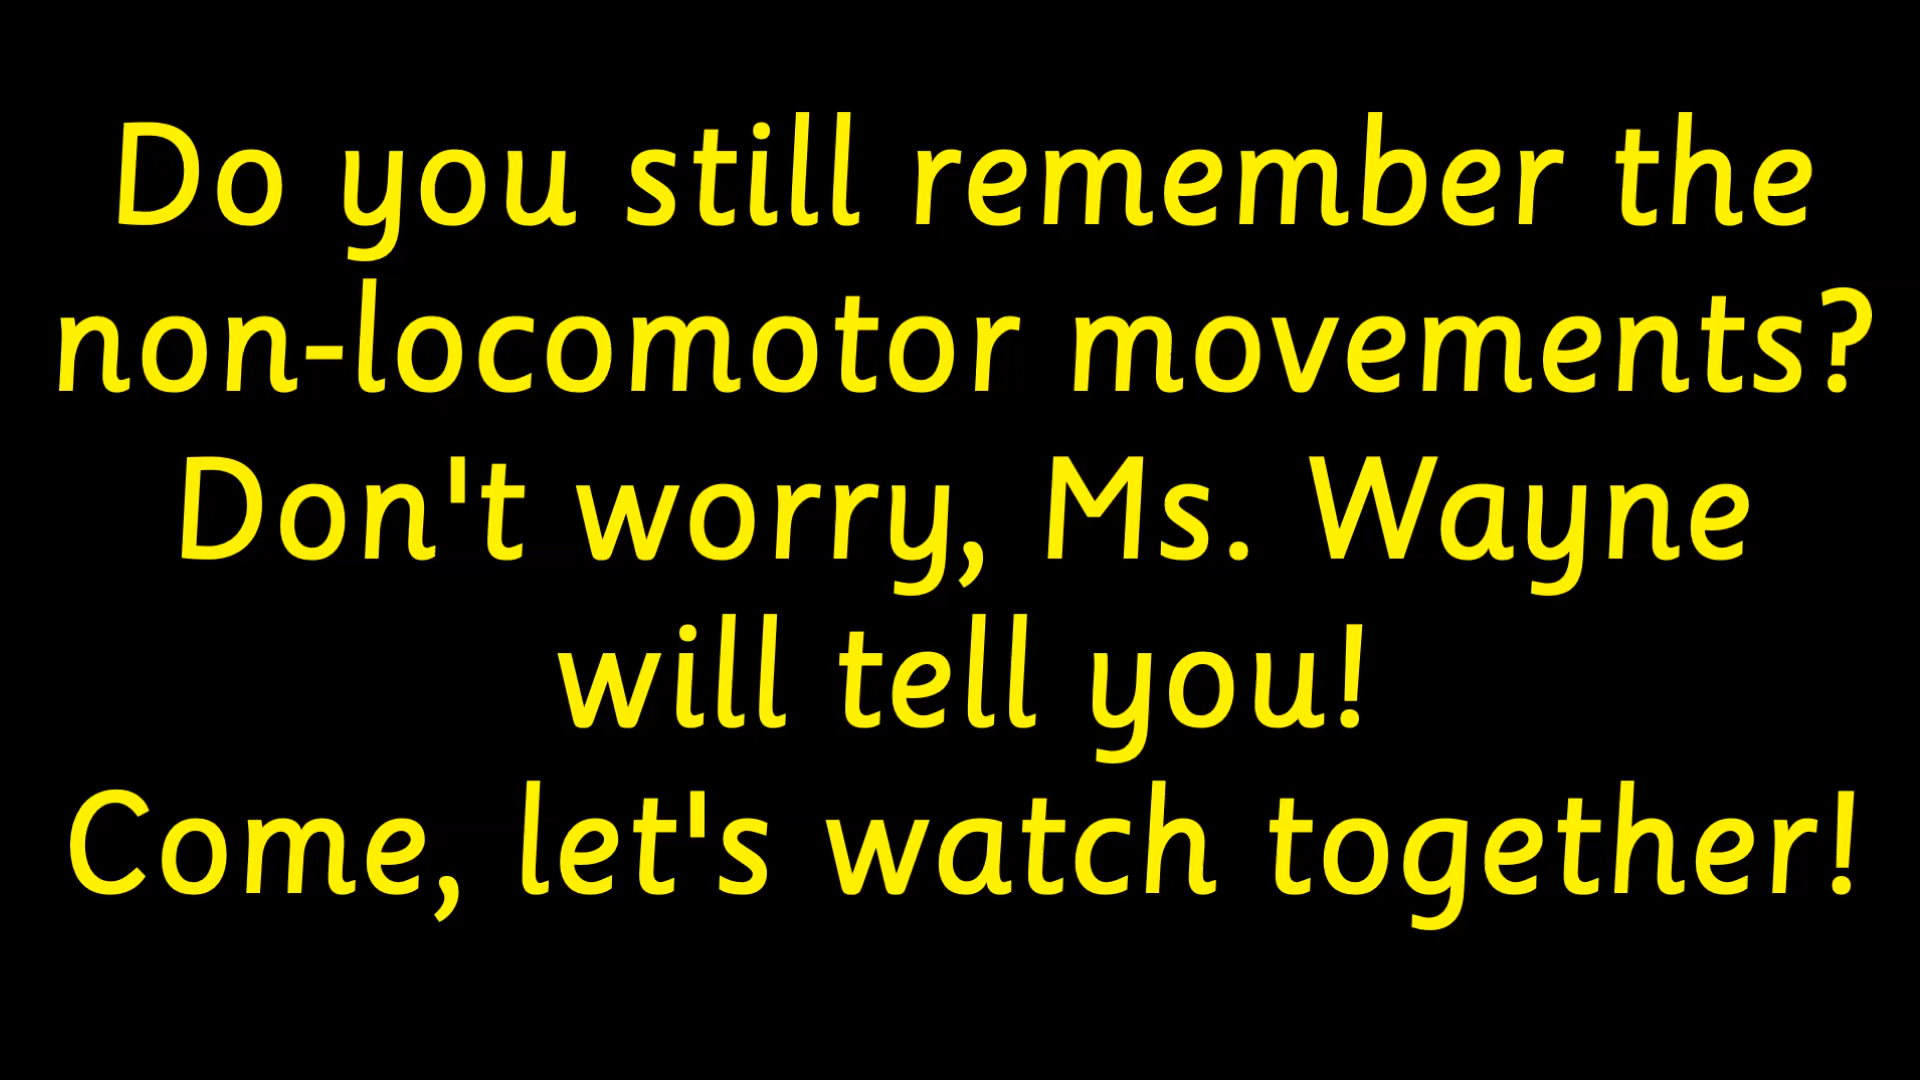 Do you still remember the
non-locomotor movements?
Don't worry, Ms. Wayne
will tell you!
Come, let's watch together!